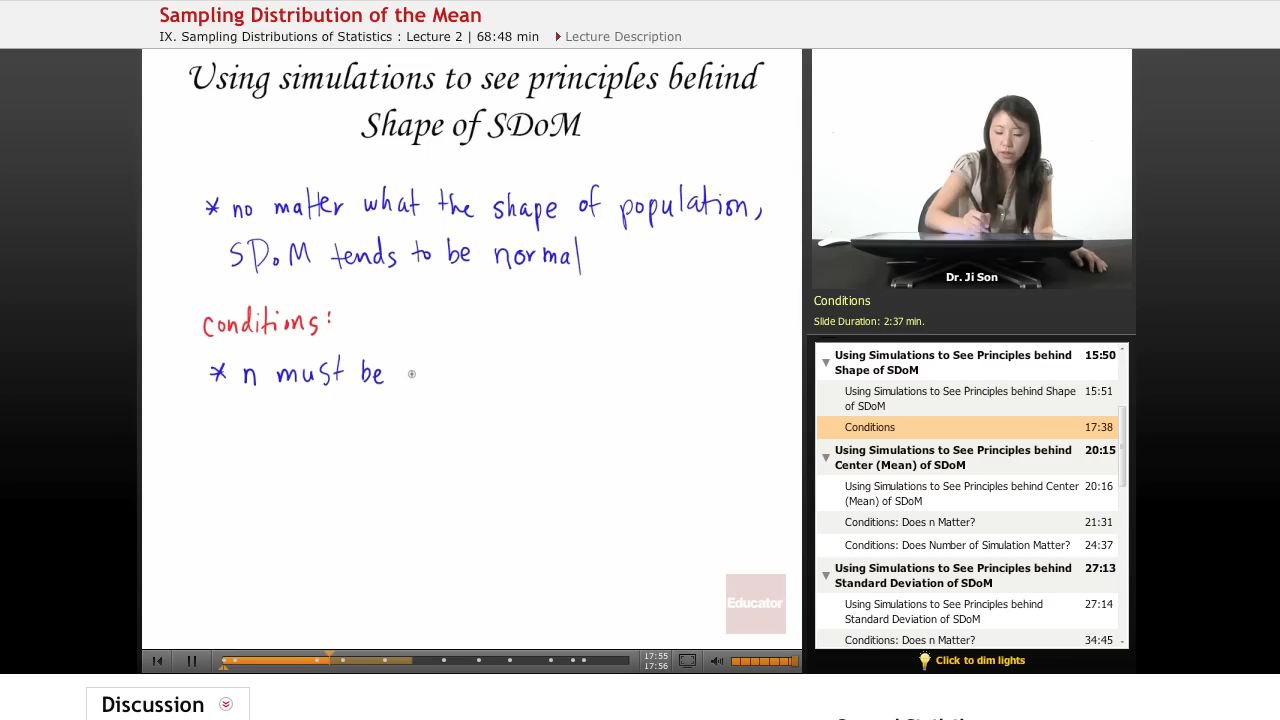 Sampling Distribution of the Mean
IX. Sampling Distributions of Statistics : Lecture 2 | 68:48 min
Lecture Description
Using simulations to see principles behind
Shape of SDoM
* no matter what the shape of population,
SDoM tends to be normal
conditions:
* n must be
Educator
Dr. Ji Son
Conditions
Slide Duration: 2:37 min.
Using Simulations to See Principles behind 15:50
Shape of SDoM
Using Simulations to See Principles behind Shape 15:51
of SDoM
Conditions 17:38
Using Simulations to See Principles behind 20:15
Center (Mean) of SDoM
Using Simulations to See Principles behind Center 20:16
(Mean) of SDoM
Conditions: Does n Matter? 21:31
Conditions: Does Number of Simulation Matter? 24:37
Using Simulations to See Principles behind 27:13
Standard Deviation of SDoM
Using Simulations to See Principles behind 27:14
Standard Deviation of SDoM
Conditions: Does n Matter? 34:45
17:55
17:56
Click to dim lights
Discussion